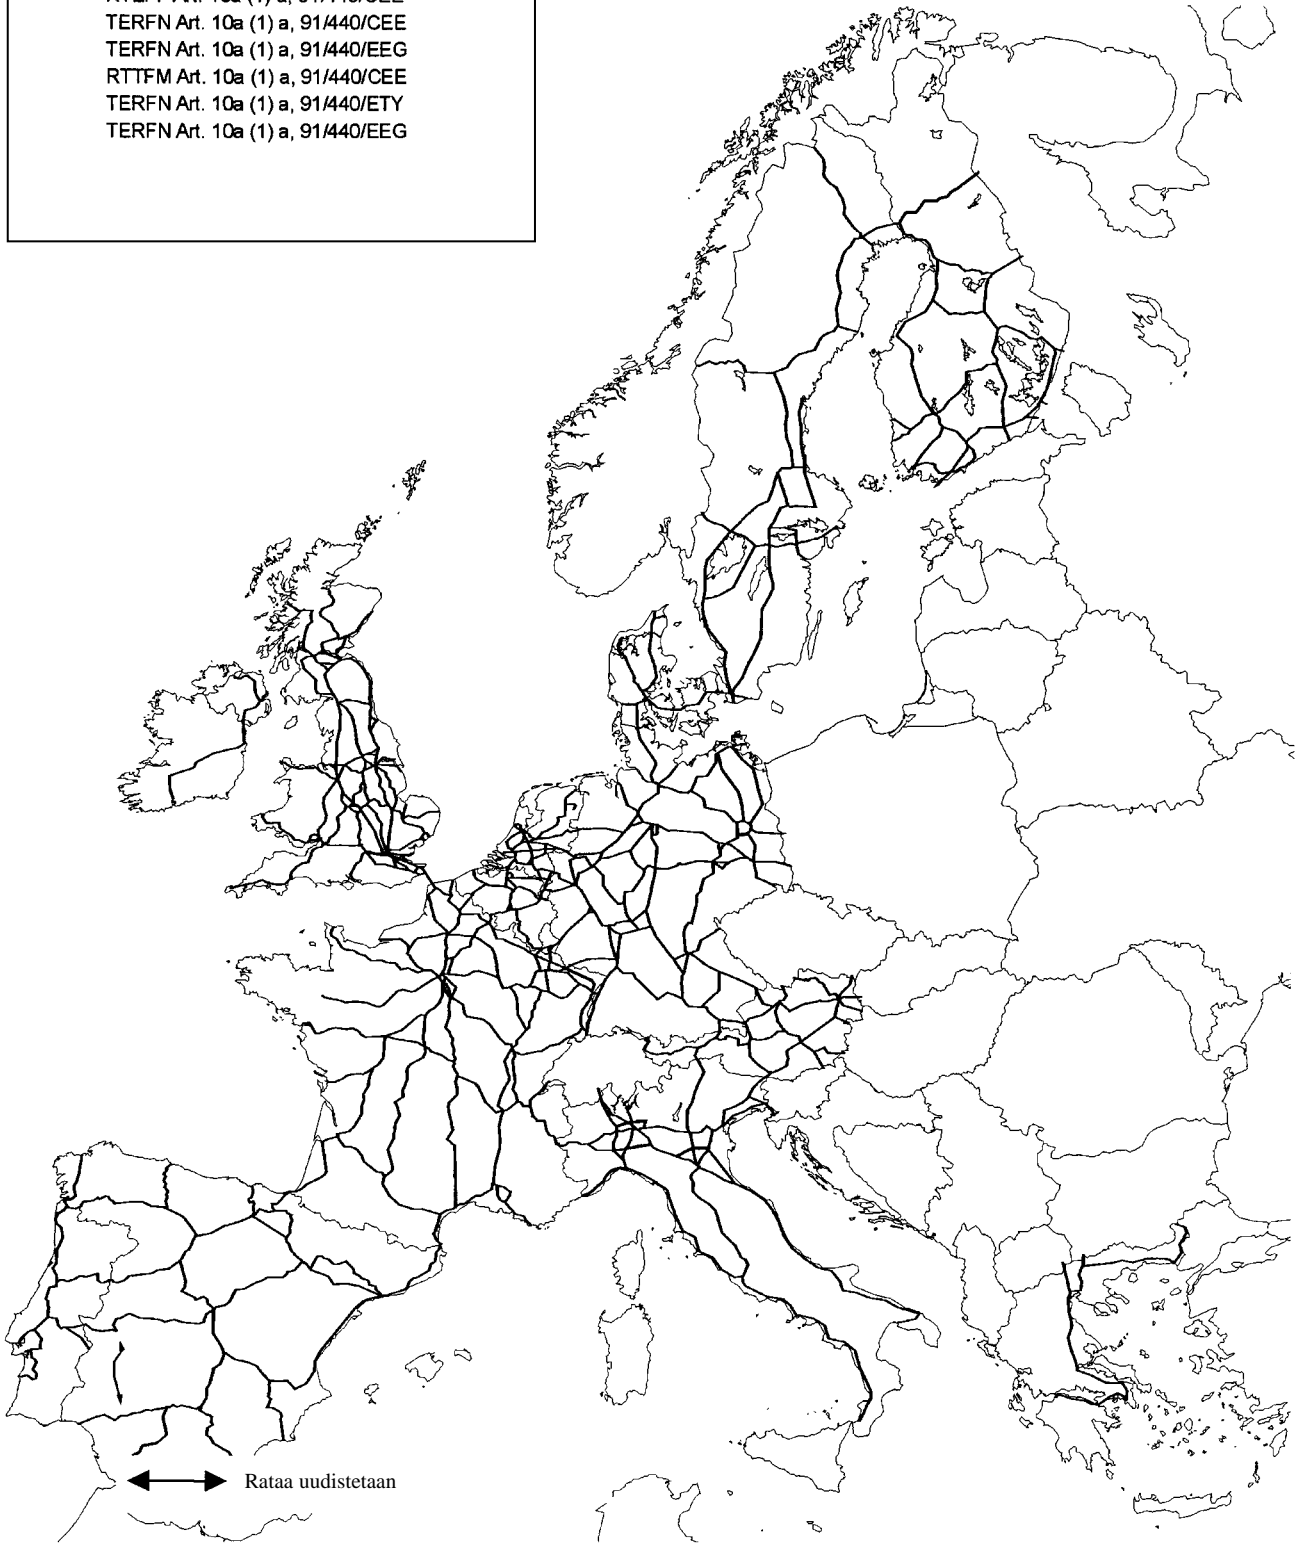 TERFN Art. 10a (1) a, 91/440/CEE
TERFN Art. 10a (1) a, 91/440/EEG
RTTFM Art. 10a (1) a, 91/440/CEE
TERFN Art. 10a (1) a, 91/440/ETY
TERFN Art. 10a (1) a, 91/440/EEG
Rataa uudistetaan